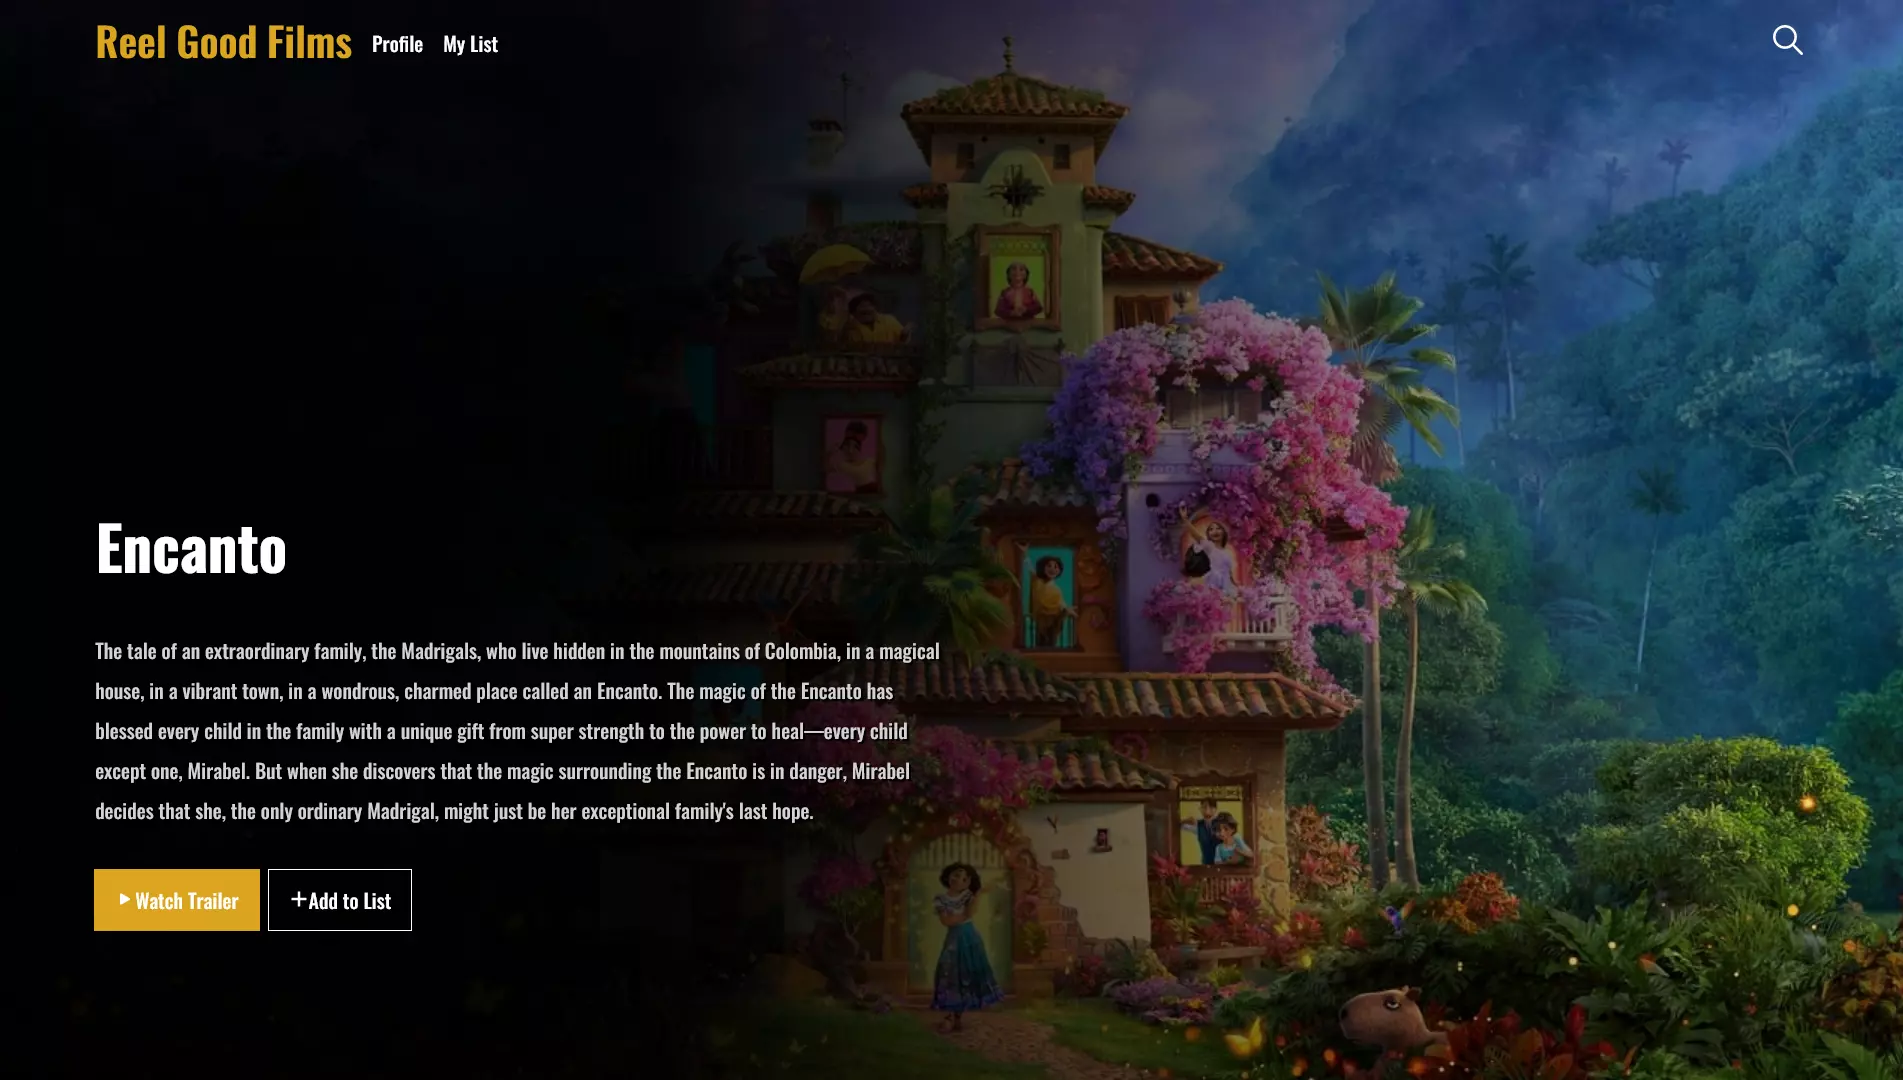 Reel Good Films Profile My List
Encanto
The tale of an extraordinary family, the Madrigals, who live hidden in the mountains of Colombia, in a magical
house, in a vibrant town, in a wondrous, charmed place called an Encanto. The magic of the Encanto has
blessed every child in the family with a unique gift from super strength to the power to heal—every child
except one, Mirabel. But when she discovers that the magic surrounding the Encanto is in danger, Mirabel
decides that she, the only ordinary Madrigal, might just be her exceptional family's last hope.
Watch Trailer +Add to List